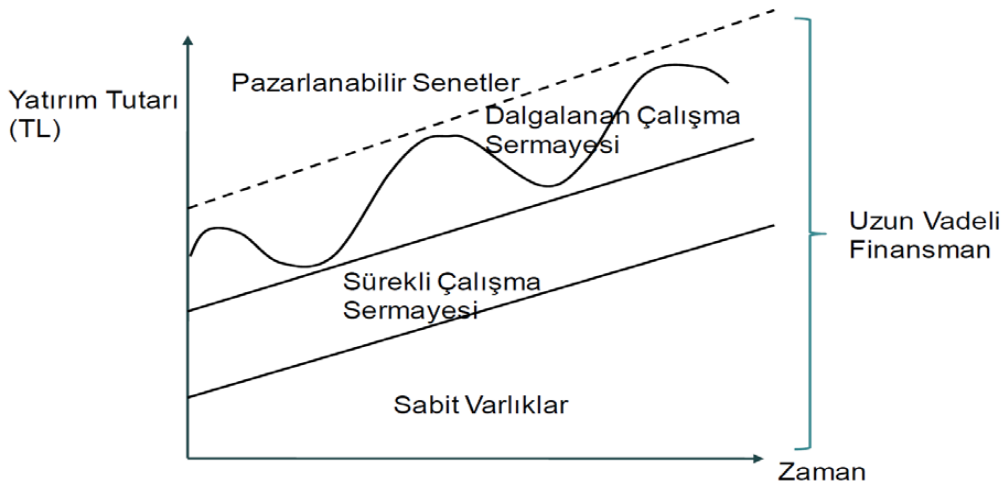 Pazarlanabilir Senetler
Yatırım Tutarı
(TL)
Dalgalanan Çalışma
Sermayesi
Uzun Vadeli
Finansman
Sürekli Çalışma
Sermayesi
Sabit Varlıklar
Zaman